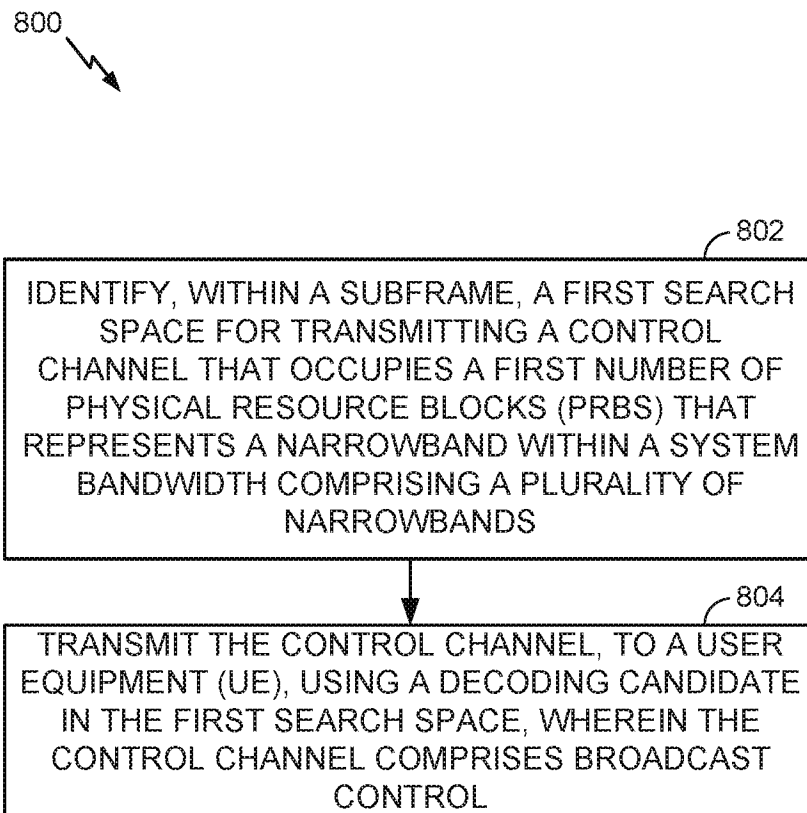 800
802
IDENTIFY, WITHIN A SUBFRAME, A FIRST SEARCH
SPACE FOR TRANSMITTING A CONTROL
CHANNEL THAT OCCUPIES A FIRST NUMBER OF
PHYSICAL RESOURCE BLOCKS (PRBS) THAT
REPRESENTS A NARROWBAND WITHIN A SYSTEM
BANDWIDTH COMPRISING A PLURALITY OF
NARROWBANDS
804
TRANSMIT THE CONTROL CHANNEL, TO A USER
EQUIPMENT (UE), USING A DECODING CANDIDATE
IN THE FIRST SEARCH SPACE, WHEREIN THE
CONTROL CHANNEL COMPRISES BROADCAST
CONTROL